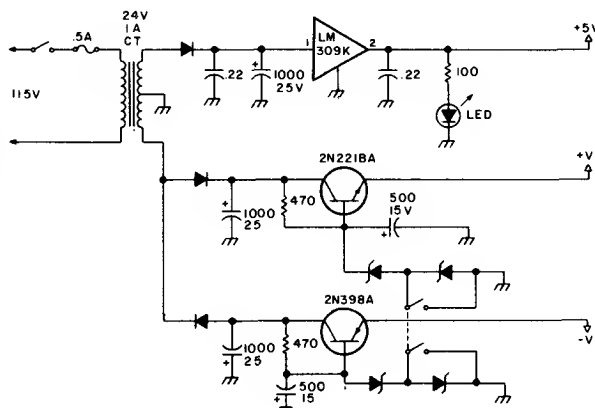 24V
1A
CT
.5A
115V
.22
+
1000
25V
1
LM
309K
2
.22
100
LED
+5V
2N2218A
+
1000
25
470
500
15V
+
+V
2N398A
1000
25
+
470
500
15
+
-V